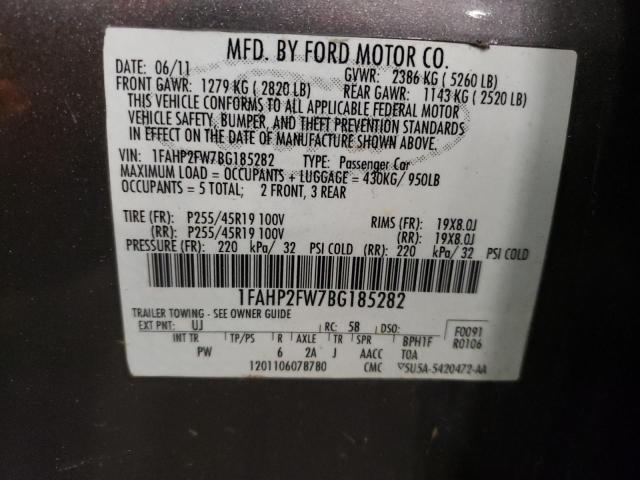 MFD. BY FORD MOTOR CO.
DATE: 06/11 GVWR: 2386 KG ( 5260 LB)
FRONT GAWR: 1279 KG ( 2820 LB) REAR GAWR: 1143 KG ( 2520 LB)
THIS VEHICLE CONFORMS TO ALL APPLICABLE FEDERAL MOTOR
VEHICLE SAFETY, BUMPER, AND THEFT PREVENTION STANDARDS
IN EFFECT ON THE DATE OF MANUFACTURE SHOWN ABOVE.
VIN: 1FAHP2FW7BG185282 TYPE: Passenger Car
MAXIMUM LOAD = OCCUPANTS + LUGGAGE = 430KG/ 950LB
OCCUPANTS = 5 TOTAL; 2 FRONT, 3 REAR
TIRE (FR): P255/45R19 100V RIMS (FR): 19X8.0J
(RR): P255/45R19 100V (RR): 19X8.0J
PRESSURE (FR): 220 kPa/ 32 PSI COLD (RR): 220 kPa/ 32 PSI COLD
1FAHP2FW7BG185282
TRAILER TOWING - SEE OWNER GUIDE
EXT PNT: UJ RC: 58 DSO: F0091
INT TR TP/PS R AXLE TR SPR BPH1F R0106
PW 6 2A J AACC TOA
1201106078780 CMC ▽5U5A-5420472-AA